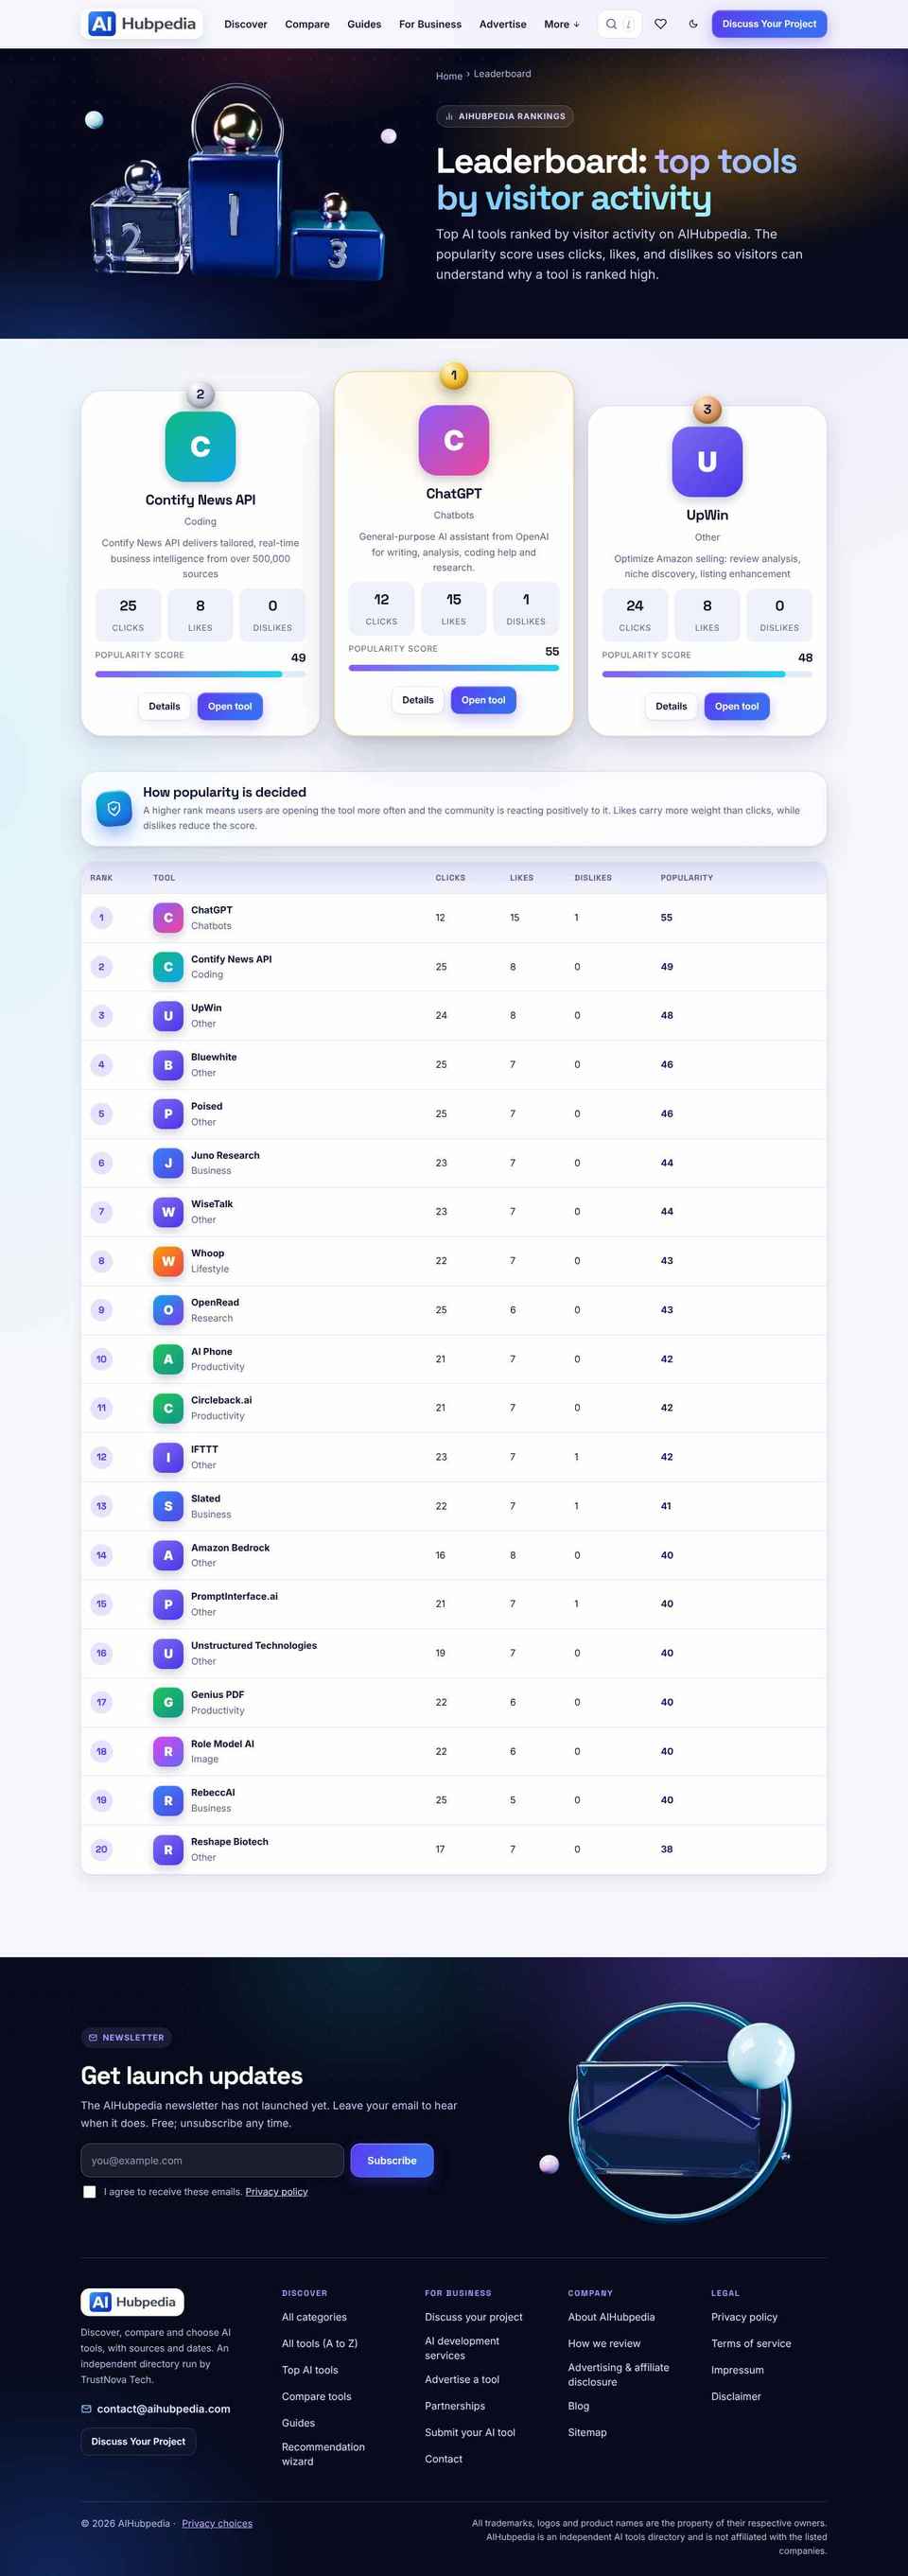 AI Hubpedia
Discover Compare Guides For Business Advertise More ↓ / Discuss Your Project
Home › Leaderboard
AIHUBPEDIA RANKINGS
Leaderboard: top tools
by visitor activity
Top AI tools ranked by visitor activity on AIHubpedia. The
popularity score uses clicks, likes, and dislikes so visitors can
understand why a tool is ranked high.
2
1
3
2
C
Contify News API
Coding
Contify News API delivers tailored, real-time
business intelligence from over 500,000
sources
25 8 0
CLICKS LIKES DISLIKES
POPULARITY SCORE 49
Details Open tool
1
C
ChatGPT
Chatbots
General-purpose AI assistant from OpenAI
for writing, analysis, coding help and
research.
12 15 1
CLICKS LIKES DISLIKES
POPULARITY SCORE 55
Details Open tool
3
U
UpWin
Other
Optimize Amazon selling: review analysis,
niche discovery, listing enhancement
24 8 0
CLICKS LIKES DISLIKES
POPULARITY SCORE 48
Details Open tool
How popularity is decided
A higher rank means users are opening the tool more often and the community is reacting positively to it. Likes carry more weight than clicks, while
dislikes reduce the score.
RANK TOOL CLICKS LIKES DISLIKES POPULARITY
1 C ChatGPT 12 15 1 55
Chatbots
2 C Contify News API 25 8 0 49
Coding
3 U UpWin 24 8 0 48
Other
4 B Bluewhite 25 7 0 46
Other
5 P Poised 25 7 0 46
Other
6 J Juno Research 23 7 0 44
Business
7 W WiseTalk 23 7 0 44
Other
8 W Whoop 22 7 0 43
Lifestyle
9 O OpenRead 25 6 0 43
Research
10 A AI Phone 21 7 0 42
Productivity
11 C Circleback.ai 21 7 0 42
Productivity
12 I IFTTT 23 7 1 42
Other
13 S Slated 22 7 1 41
Business
14 A Amazon Bedrock 16 8 0 40
Other
15 P PromptInterface.ai 21 7 1 40
Other
16 U Unstructured Technologies 19 7 0 40
Other
17 G Genius PDF 22 6 0 40
Productivity
18 R Role Model AI 22 6 0 40
Image
19 R RebeccAI 25 5 0 40
Business
20 R Reshape Biotech 17 7 0 38
Other
NEWSLETTER
Get launch updates
The AIHubpedia newsletter has not launched yet. Leave your email to hear
when it does. Free; unsubscribe any time.
you@example.com Subscribe
I agree to receive these emails. Privacy policy
AI Hubpedia
Discover, compare and choose AI
tools, with sources and dates. An
independent directory run by
TrustNova Tech.
contact@aihubpedia.com
Discuss Your Project
DISCOVER
All categories
All tools (A to Z)
Top AI tools
Compare tools
Guides
Recommendation
wizard
FOR BUSINESS
Discuss your project
AI development
services
Advertise a tool
Partnerships
Submit your AI tool
Contact
COMPANY
About AIHubpedia
How we review
Advertising & affiliate
disclosure
Blog
Sitemap
LEGAL
Privacy policy
Terms of service
Impressum
Disclaimer
© 2026 AIHubpedia · Privacy choices
All trademarks, logos and product names are the property of their respective owners.
AIHubpedia is an independent AI tools directory and is not affiliated with the listed
companies.